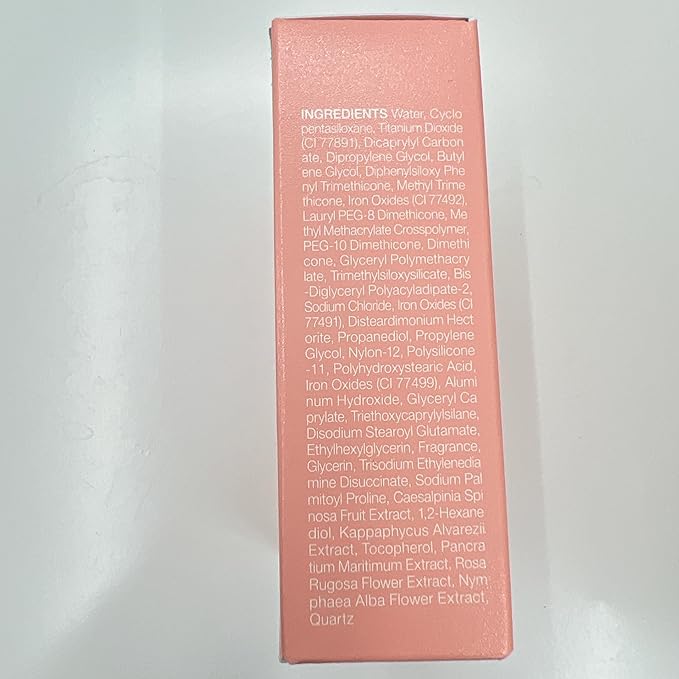 INGREDIENTS Water, Cyclo
pentasiloxane, Titanium Dioxide
(CI 77891), Dicaprylyl Carbon
ate, Dipropylene Glycol, Butyl
ene Glycol, Diphenylsiloxy Phe
nyl Trimethicone, Methyl Trime
thicone, Iron Oxides (CI 77492),
Lauryl PEG-8 Dimethicone, Me
thyl Methacrylate Crosspolymer,
PEG-10 Dimethicone, Dimethi
cone, Glyceryl Polymethacry
late, Trimethylsiloxysilicate, Bis
-Diglyceryl Polyacyladipate-2,
Sodium Chloride, Iron Oxides (CI
77491), Disteardimonium Hect
orite, Propanediol, Propylene
Glycol, Nylon-12, Polysilicone
-11, Polyhydroxystearic Acid,
Iron Oxides (CI 77499), Alumi
num Hydroxide, Glyceryl Ca
prylate, Triethoxycaprylylsilane,
Disodium Stearoyl Glutamate,
Ethylhexylglycerin, Fragrance,
Glycerin, Trisodium Ethylenedia
mine Disuccinate, Sodium Pal
mitoyl Proline, Caesalpinia Spi
nosa Fruit Extract, 1,2-Hexane
diol, Kappaphycus Alvarezii
Extract, Tocopherol, Pancra
tium Maritimum Extract, Rosa
Rugosa Flower Extract, Nym
phaea Alba Flower Extract,
Quartz